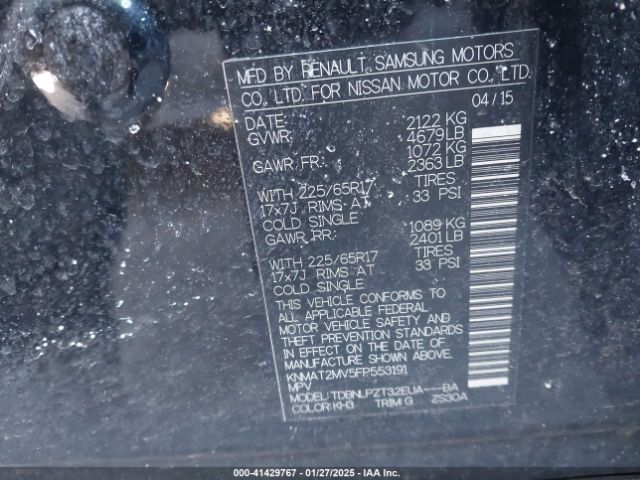 MFD BY RENAULT SAMSUNG MOTORS
CO., LTD. FOR NISSAN MOTOR CO., LTD.
DATE: 04/15
GVWR: 2122 KG
4679 LB
GAWR FR.: 1072 KG
2363 LB
WITH 225/65R17 TIRES
17x7J RIMS AT 33 PSI
COLD SINGLE
GAWR RR.: 1089 KG
2401 LB
WITH 225/65R17 TIRES
17x7J RIMS AT 33 PSI
COLD SINGLE
THIS VEHICLE CONFORMS TO
ALL APPLICABLE FEDERAL
MOTOR VEHICLE SAFETY AND
THEFT PREVENTION STANDARDS
IN EFFECT ON THE DATE OF
MANUFACTURE SHOWN ABOVE.
KNMAT2MV5FP553191
MPV
MODEL: TDBNLPZT32EUA---BA
COLOR: KH3 TRIM: G ZS30A
000-41429767 - 01/27/2025 - IAA Inc.